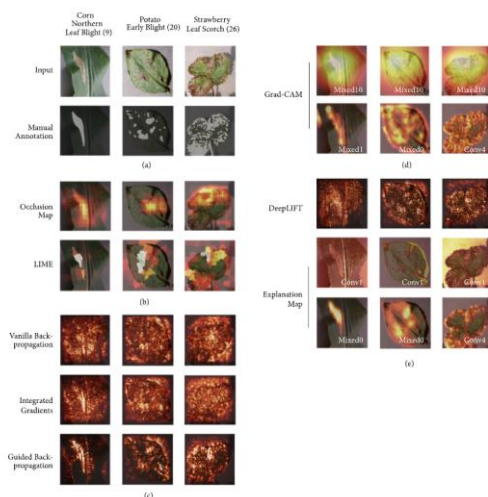 Corn
Northern
Leaf Blight (9)
Potato
Early Blight (20)
Strawberry
Leaf Scorch (26)
Input
Manual
Annotation
(a)
Occlusion
Map
LIME
(b)
Vanilla Back-
propagation
Integrated
Gradients
Guided Back-
propagation
(c)
Grad-CAM
Mixed10
Mixed10
Mixed10
Mixed1
Mixed0
Conv4
(d)
DeepLIFT
Explanation
Map
Conv1
Conv1
Conv1
Mixed0
Mixed0
Conv4
(e)